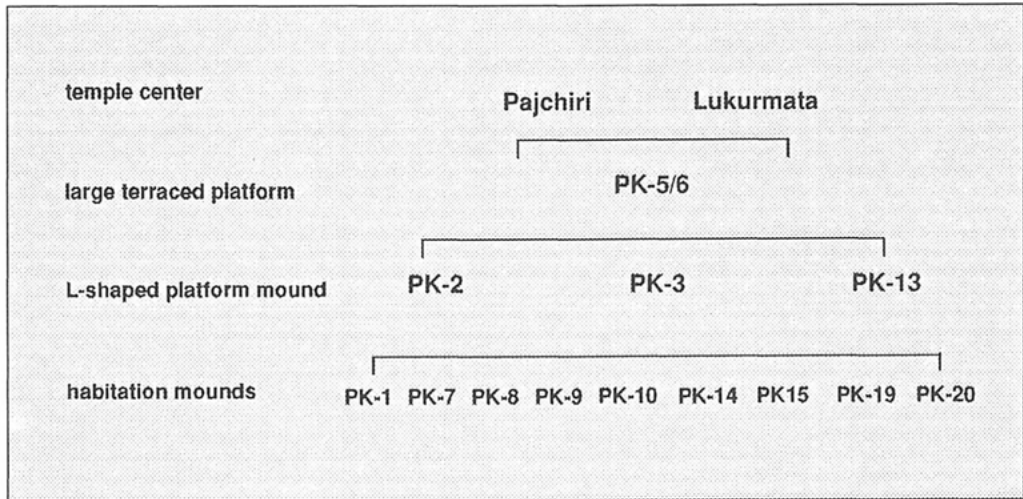 temple center Pajchiri Lukurmata
large terraced platform PK-5/6
L-shaped platform mound PK-2 PK-3 PK-13
habitation mounds PK-1 PK-7 PK-8 PK-9 PK-10 PK-14 PK15 PK-19 PK-20